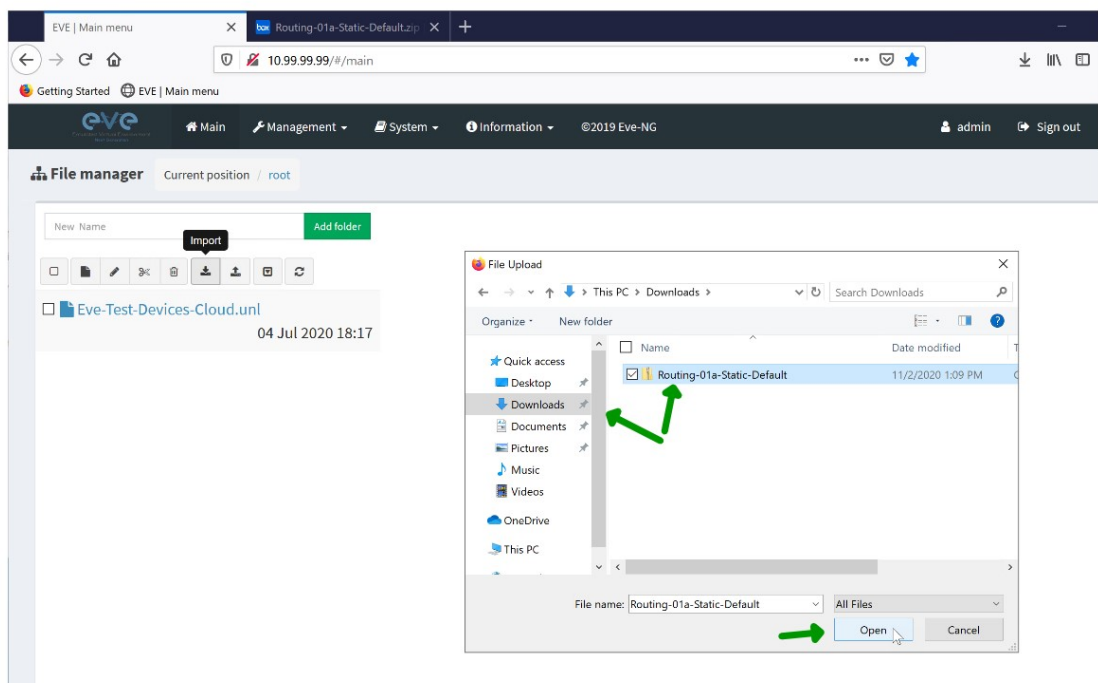 EVE | Main menu
box Routing-01a-Static-Default.zip
10.99.99.99/#/main
Getting Started EVE | Main menu
eve Main Management System Information ©2019 Eve-NG admin Sign out
File manager Current position / root
New Name Add folder
Import
Eve-Test-Devices-Cloud.unl
04 Jul 2020 18:17
File Upload
This PC > Downloads > Search Downloads
Organize New folder
Name Date modified
Quick access
Routing-01a-Static-Default 11/2/2020 1:09 PM
Desktop
Downloads
Documents
Pictures
Music
Videos
OneDrive
This PC
File name: Routing-01a-Static-Default All Files
Open Cancel